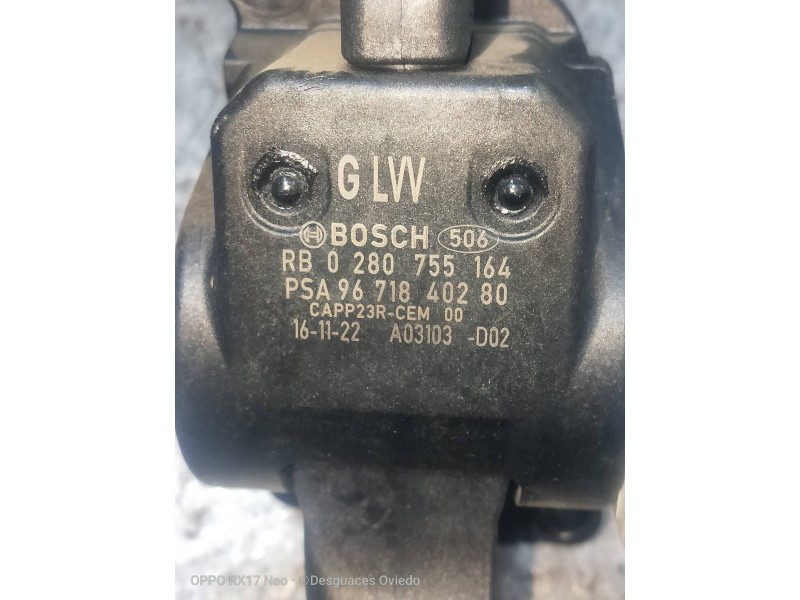 G LVV
BOSCH 506
RB 0 280 755 164
PSA 96 718 402 80
CAPP23R-CEM 00
16-11-22 A03103 -D02
OPPO RX17 Neo · ©Desguaces Oviedo